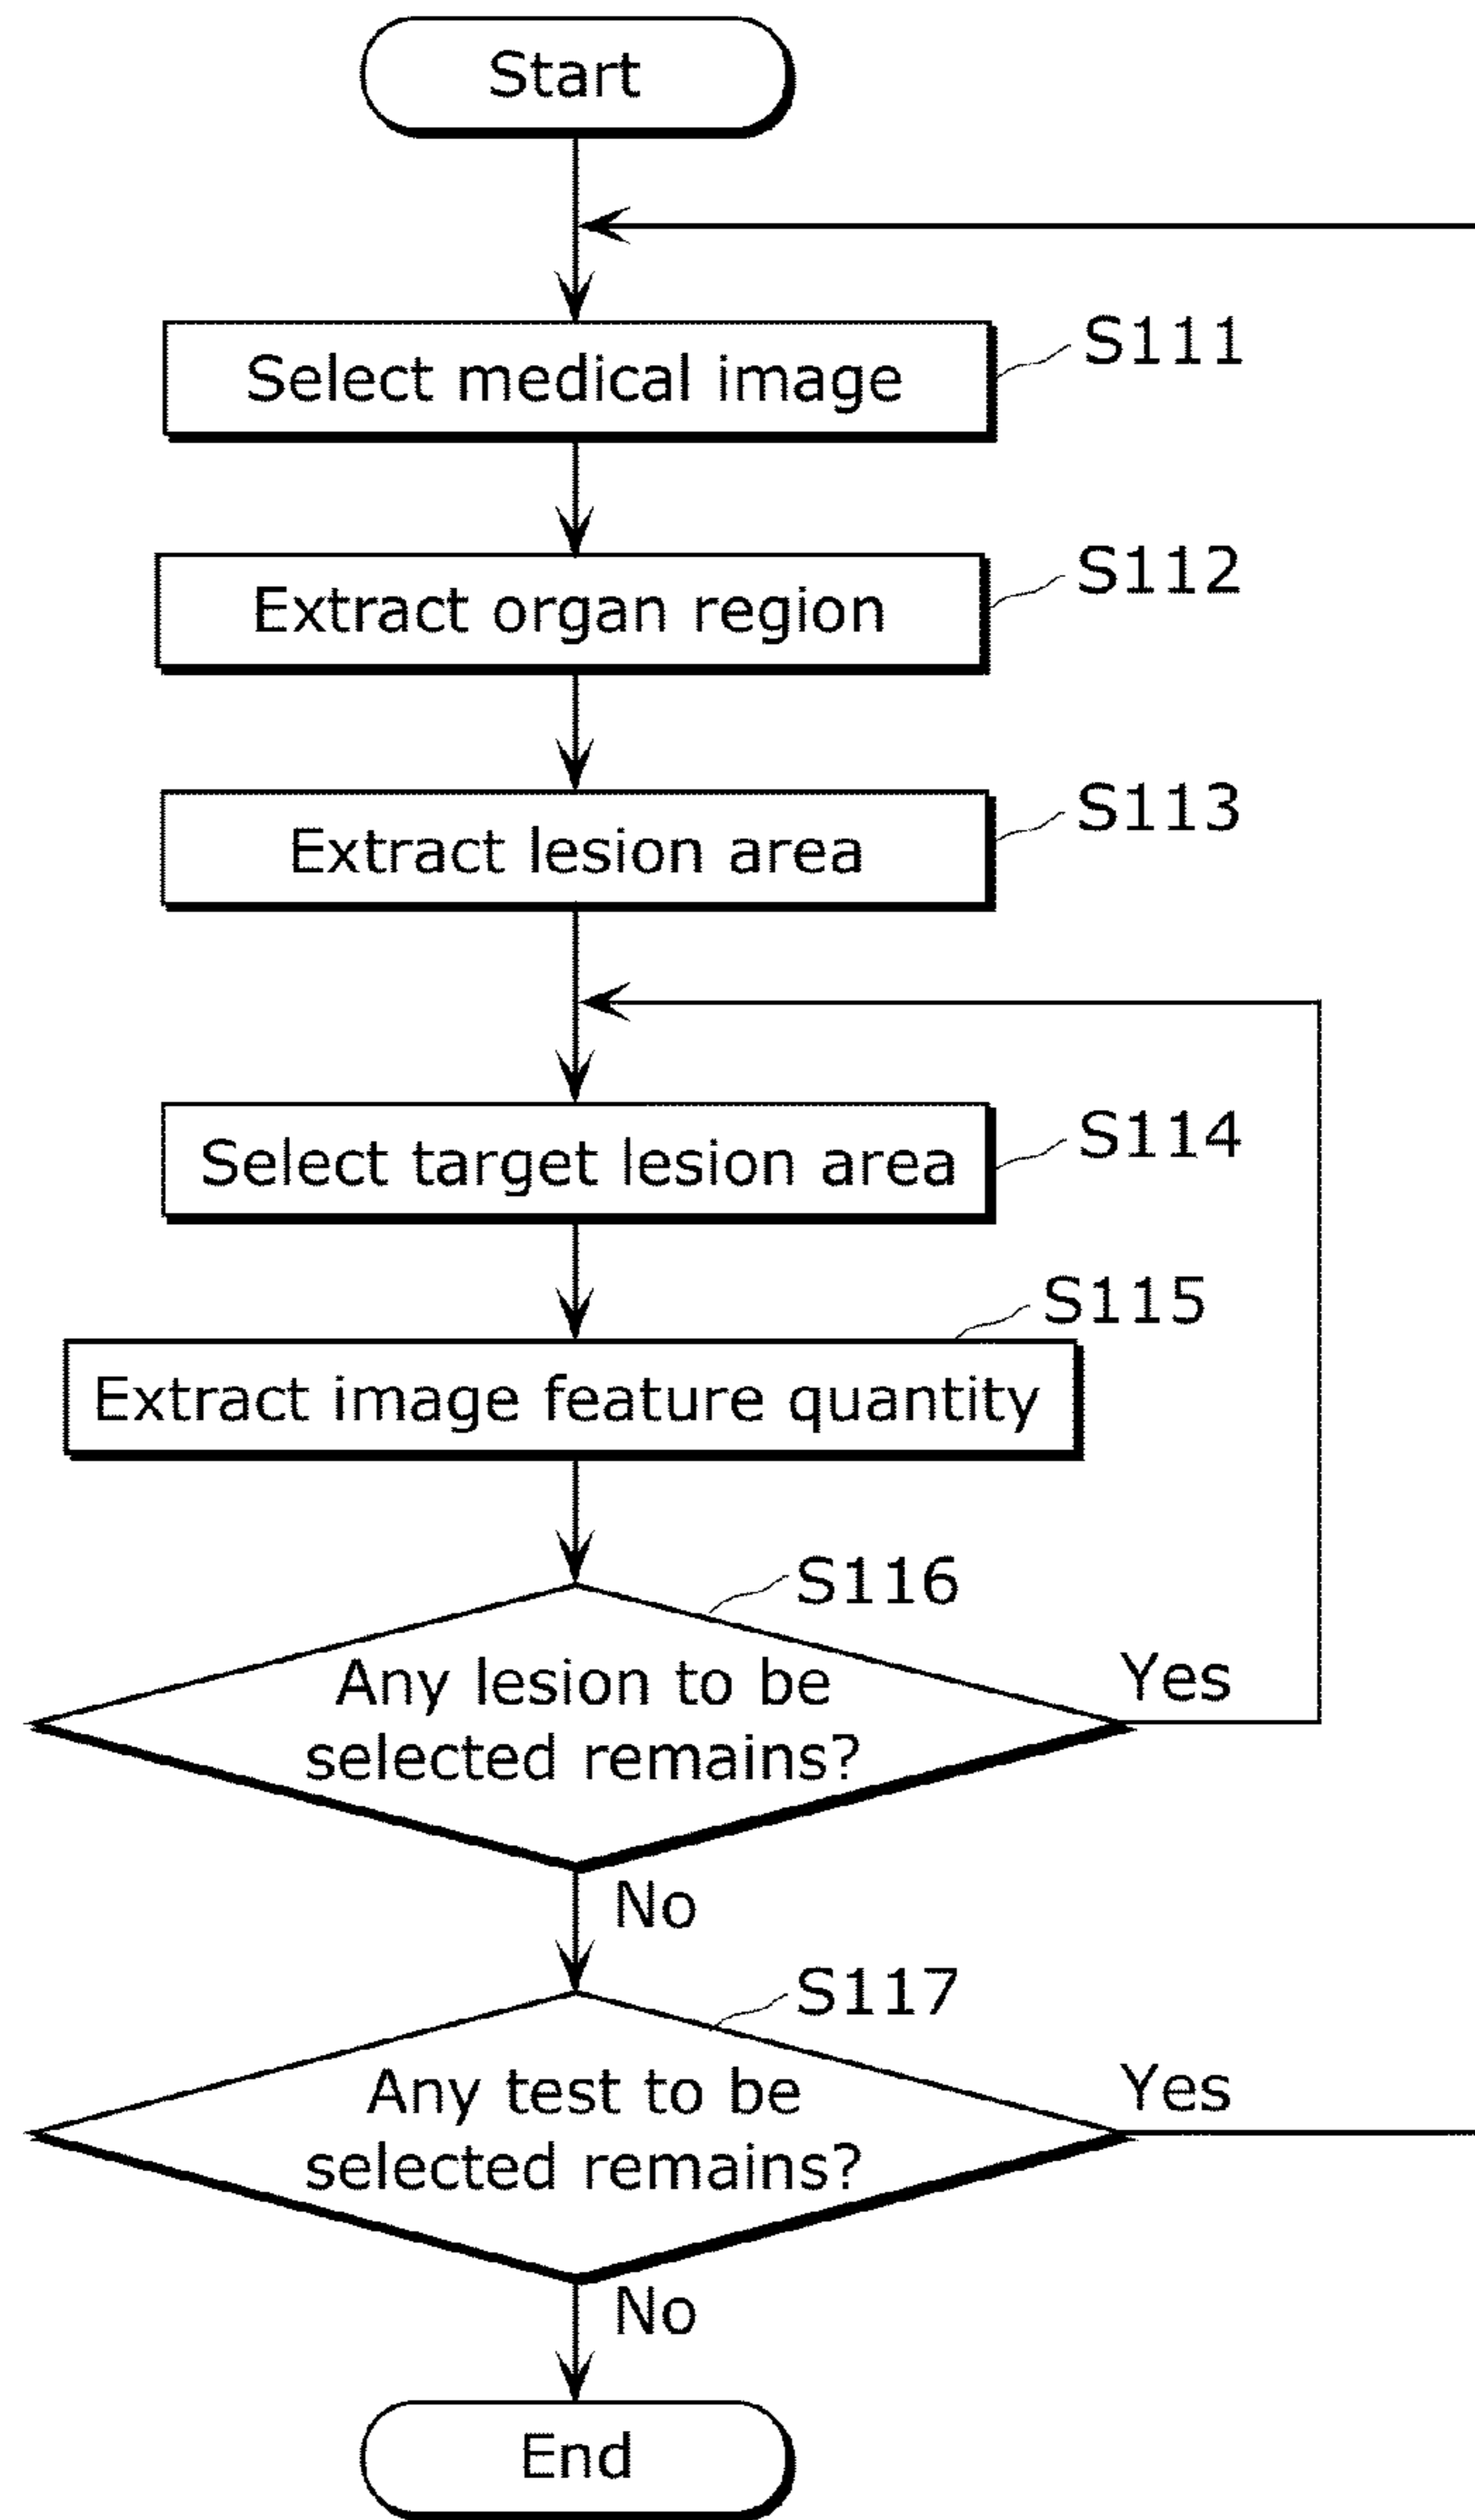 Start
Select medical image
S111
Extract organ region
S112
Extract lesion area
S113
Select target lesion area
S114
S115
Extract image feature quantity
S116
Any lesion to be
selected remains?
Yes
No
S117
Any test to be
selected remains?
Yes
No
End